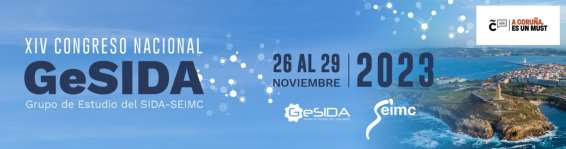 XIV CONGRESO NACIONAL
GeSIDA
Grupo de Estudio del SIDA-SEIMC
26 AL 29
NOVIEMBRE
2023
GeSIDA
Seimc
A CORUÑA,
ES UN MUST